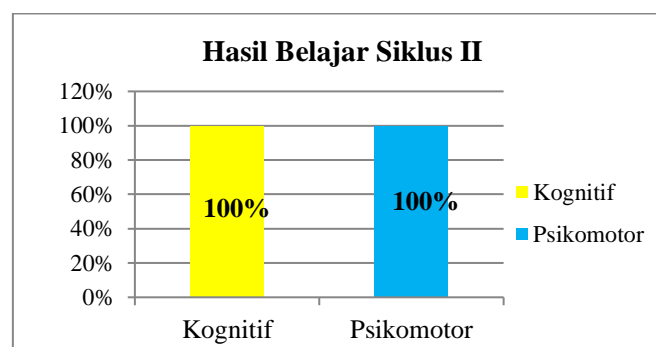 Hasil Belajar Siklus II
120%
100%
80%
60%
40%
20%
0%
100%
100%
Kognitif
Psikomotor
Kognitif
Psikomotor